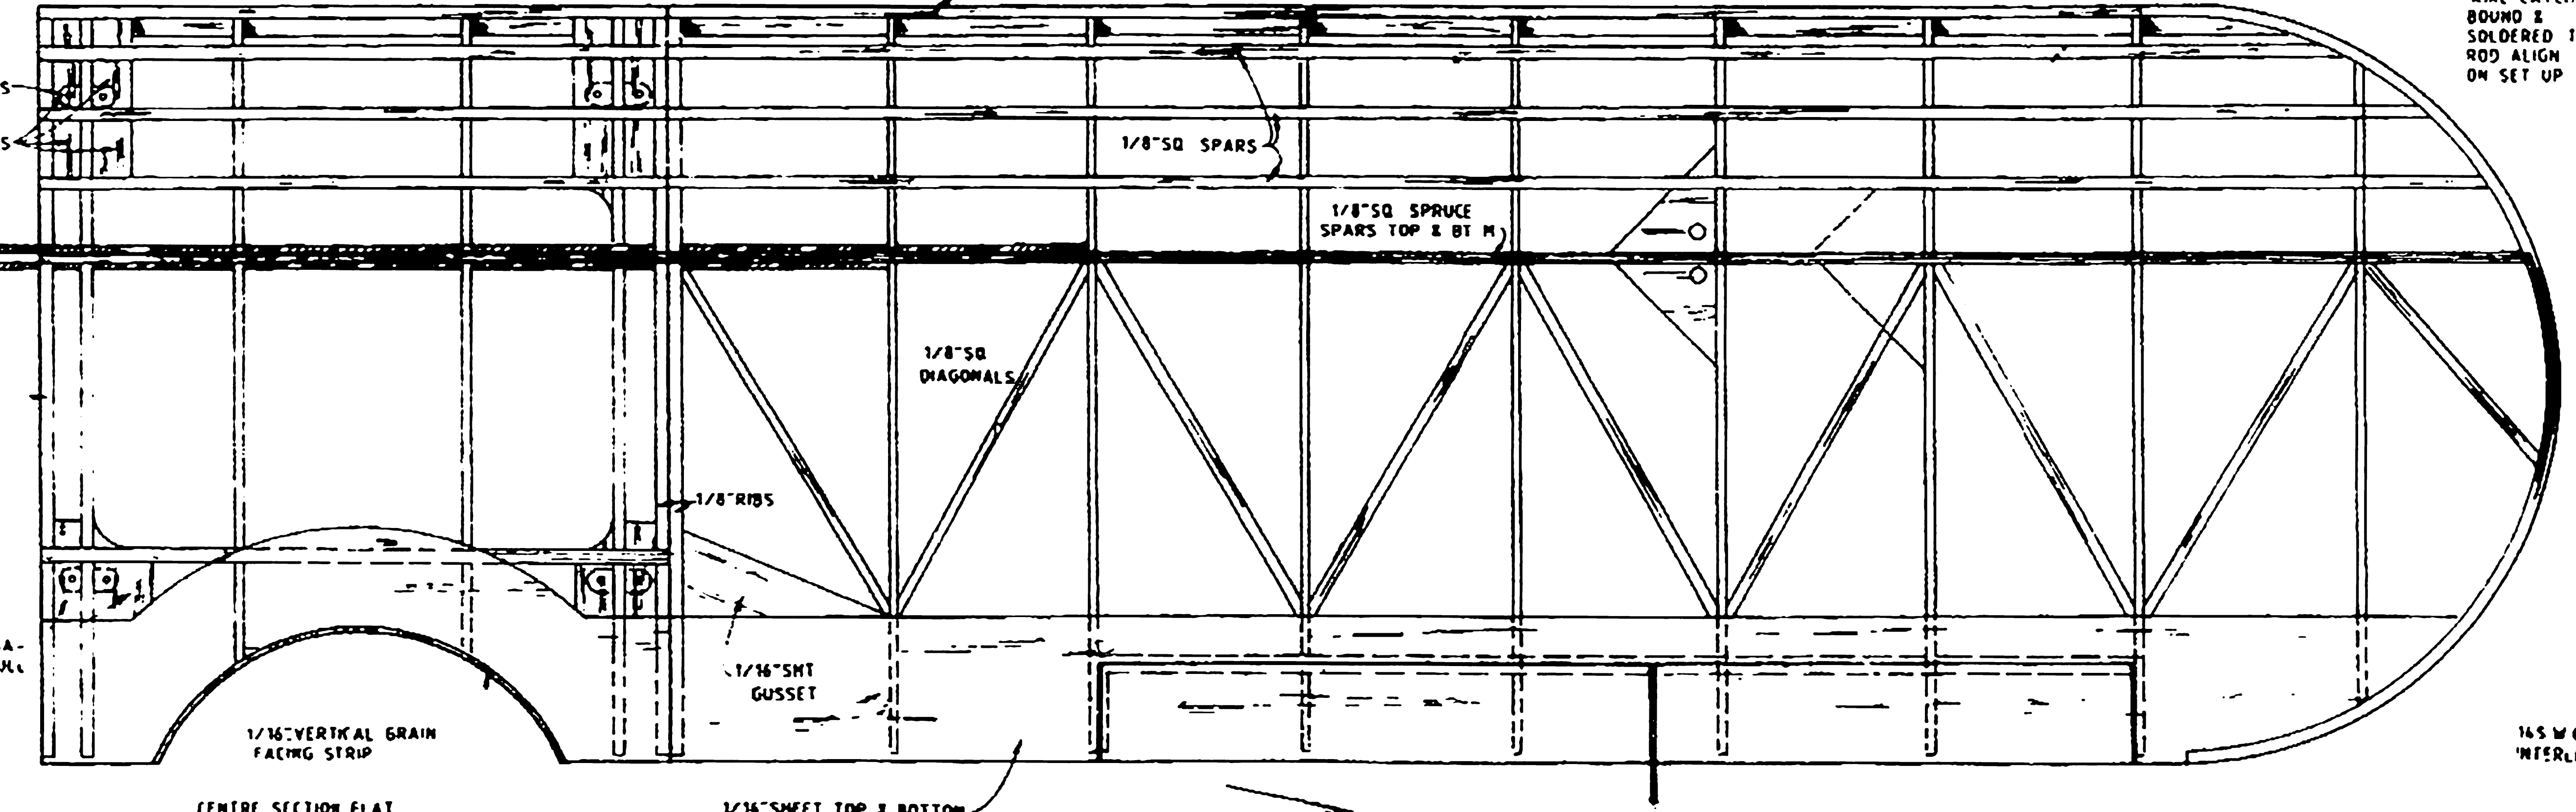 BOUND &
SOLDERED
ROD ALIGN
ON SET UP
S
S
1/8"SQ SPARS
1/8"SQ SPRUCE
SPARS TOP & BTM
1/8"SQ
DIAGONALS
1/8"RIBS
1/16"SHT
GUSSET
1/16"VERTICAL GRAIN
FACING STRIP
CENTRE SECTION FLAT
1/16"SHEET TOP & BOTTOM